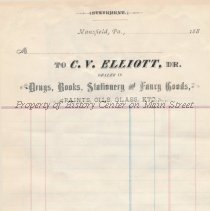 (STATEMENT.)
Mansfield, Pa., 188
M
TO C. V. ELLIOTT, DR.
DEALER IN
Drugs, Books, Stationery and Fancy Goods,
PAINTS, OILS, GLASS, ETC.
Property of History Center on Main Street